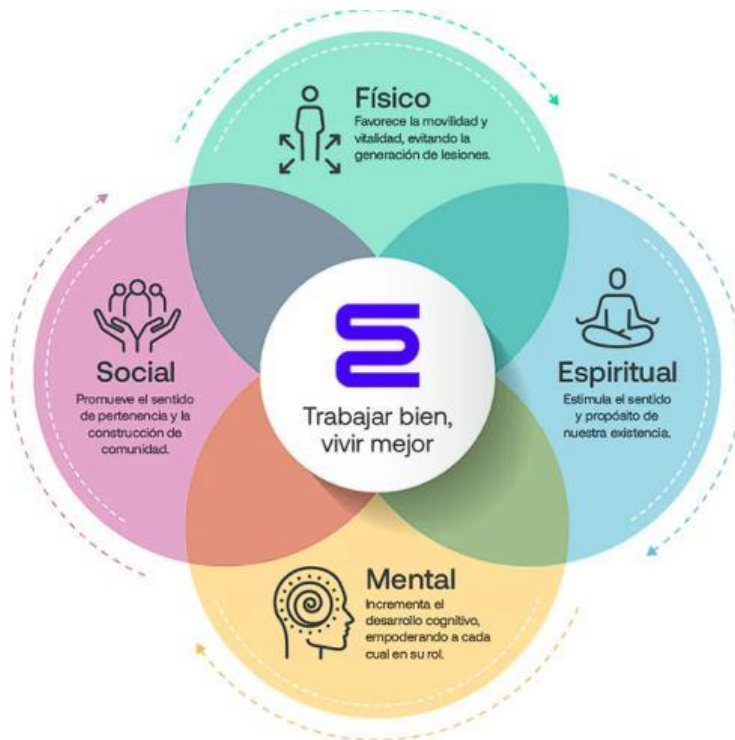 Físico
Favorece la movilidad y
vitalidad, evitando la
generación de lesiones.
Social
Promueve el sentido
de pertenencia y la
construcción de
comunidad.
Trabajar bien,
vivir mejor
Espiritual
Estimula el sentido
y propósito de
nuestra existencia.
Mental
Incrementa el
desarrollo cognitivo,
empoderando a cada
cual en su rol.